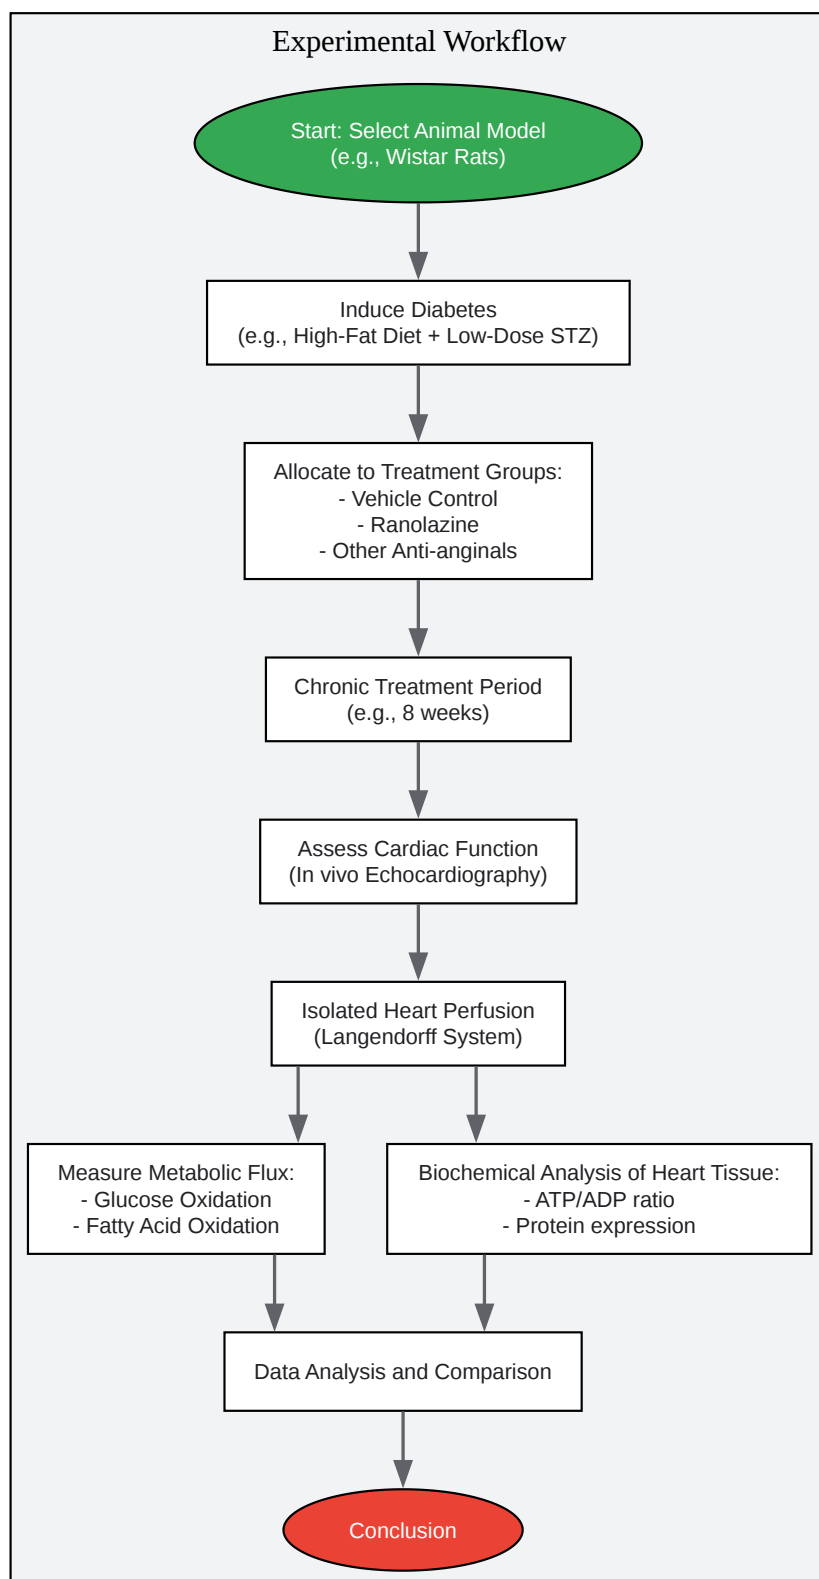 Experimental Workflow
Start: Select Animal Model
(e.g., Wistar Rats)
Induce Diabetes
(e.g., High-Fat Diet + Low-Dose STZ)
Allocate to Treatment Groups:
- Vehicle Control
- Ranolazine
- Other Anti-anginals
Chronic Treatment Period
(e.g., 8 weeks)
Assess Cardiac Function
(In vivo Echocardiography)
Isolated Heart Perfusion
(Langendorff System)
Measure Metabolic Flux:
- Glucose Oxidation
- Fatty Acid Oxidation
Biochemical Analysis of Heart Tissue:
- ATP/ADP ratio
- Protein expression
Data Analysis and Comparison
Conclusion